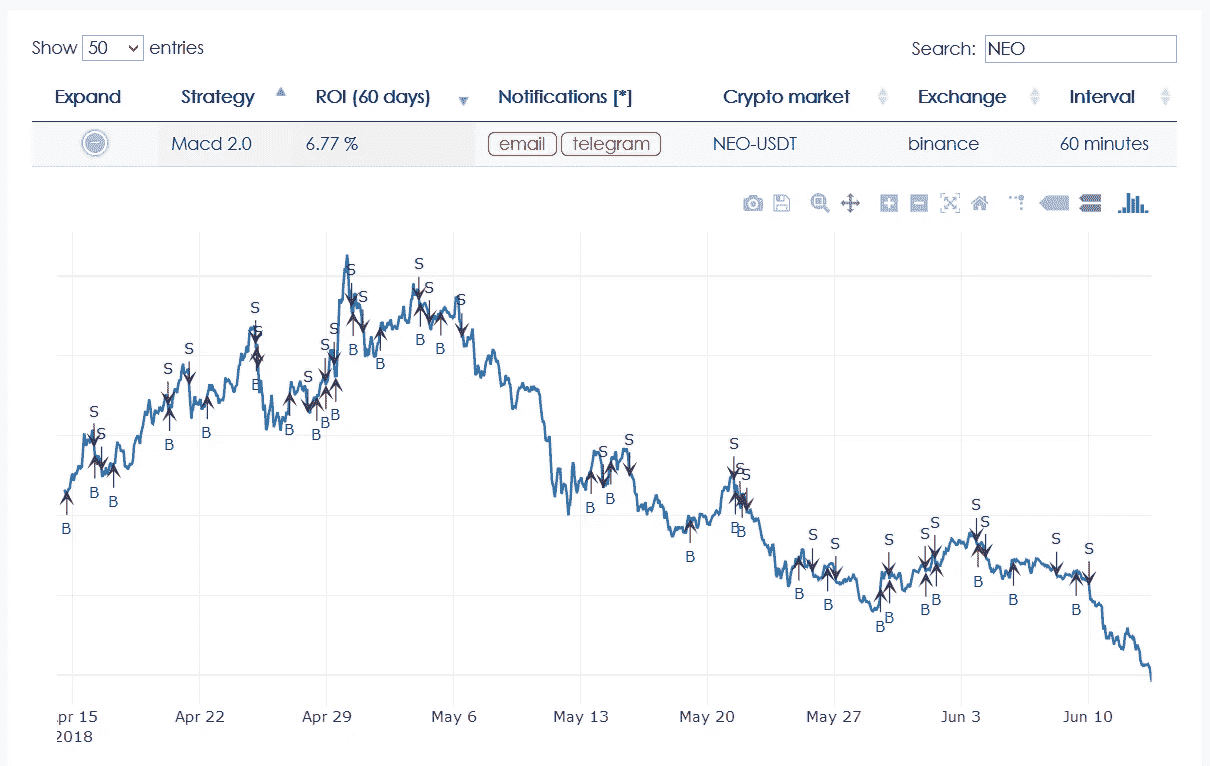 Show 50 entries Search: NEO
Expand Strategy ROI (60 days) Notifications [*] Crypto market Exchange Interval
Macd 2.0 6.77 % email telegram NEO-USDT binance 60 minutes
S S S S S S S S S S S S S S S S S S S S S S S S S S S S S S S
B B B B B B B B B B B B B B B B B B B B B B B B B B B B B B
pr 15 Apr 22 Apr 29 May 6 May 13 May 20 May 27 Jun 3 Jun 10
2018